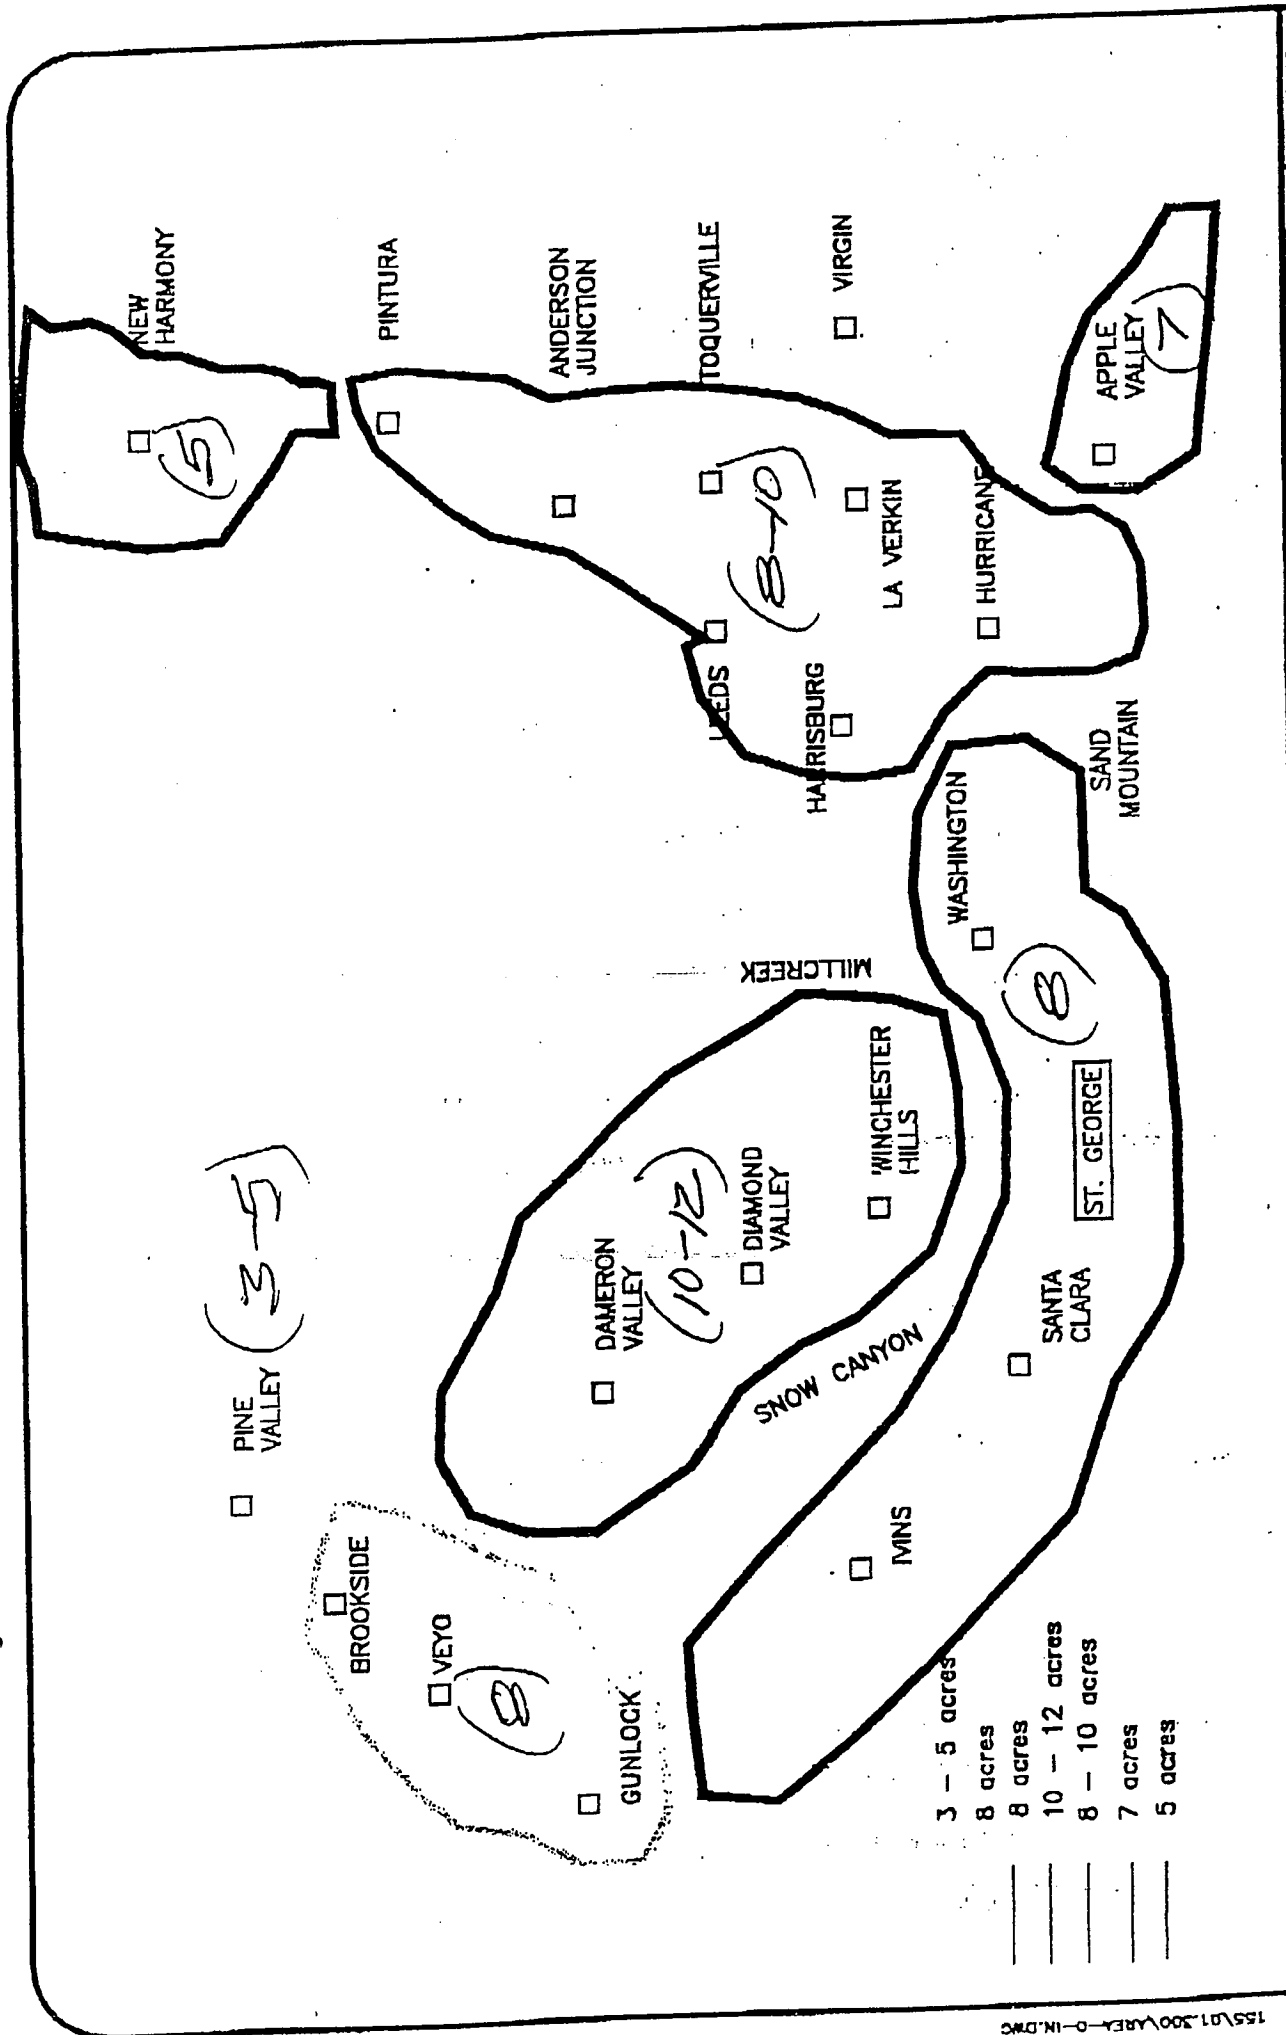 NEW
HARMONY
(5)
PINTURA
ANDERSON
JUNCTION
TOQUERVILLE
(8-10)
VIRGIN
LA VERKIN
HURRICANE
APPLE
VALLEY
(7)
LEEDS
HARRISBURG
SAND
MOUNTAIN
WASHINGTON
(8)
MILLCREEK
WINCHESTER
HILLS
ST. GEORGE
PINE
VALLEY
(3-5)
DAMERON
VALLEY
(10-12)
DIAMOND
VALLEY
SNOW CANYON
SANTA
CLARA
IVINS
BROOKSIDE
VEYO
(8)
GUNLOCK
3 - 5 acres
8 acres
8 acres
10 - 12 acres
8 - 10 acres
7 acres
5 acres